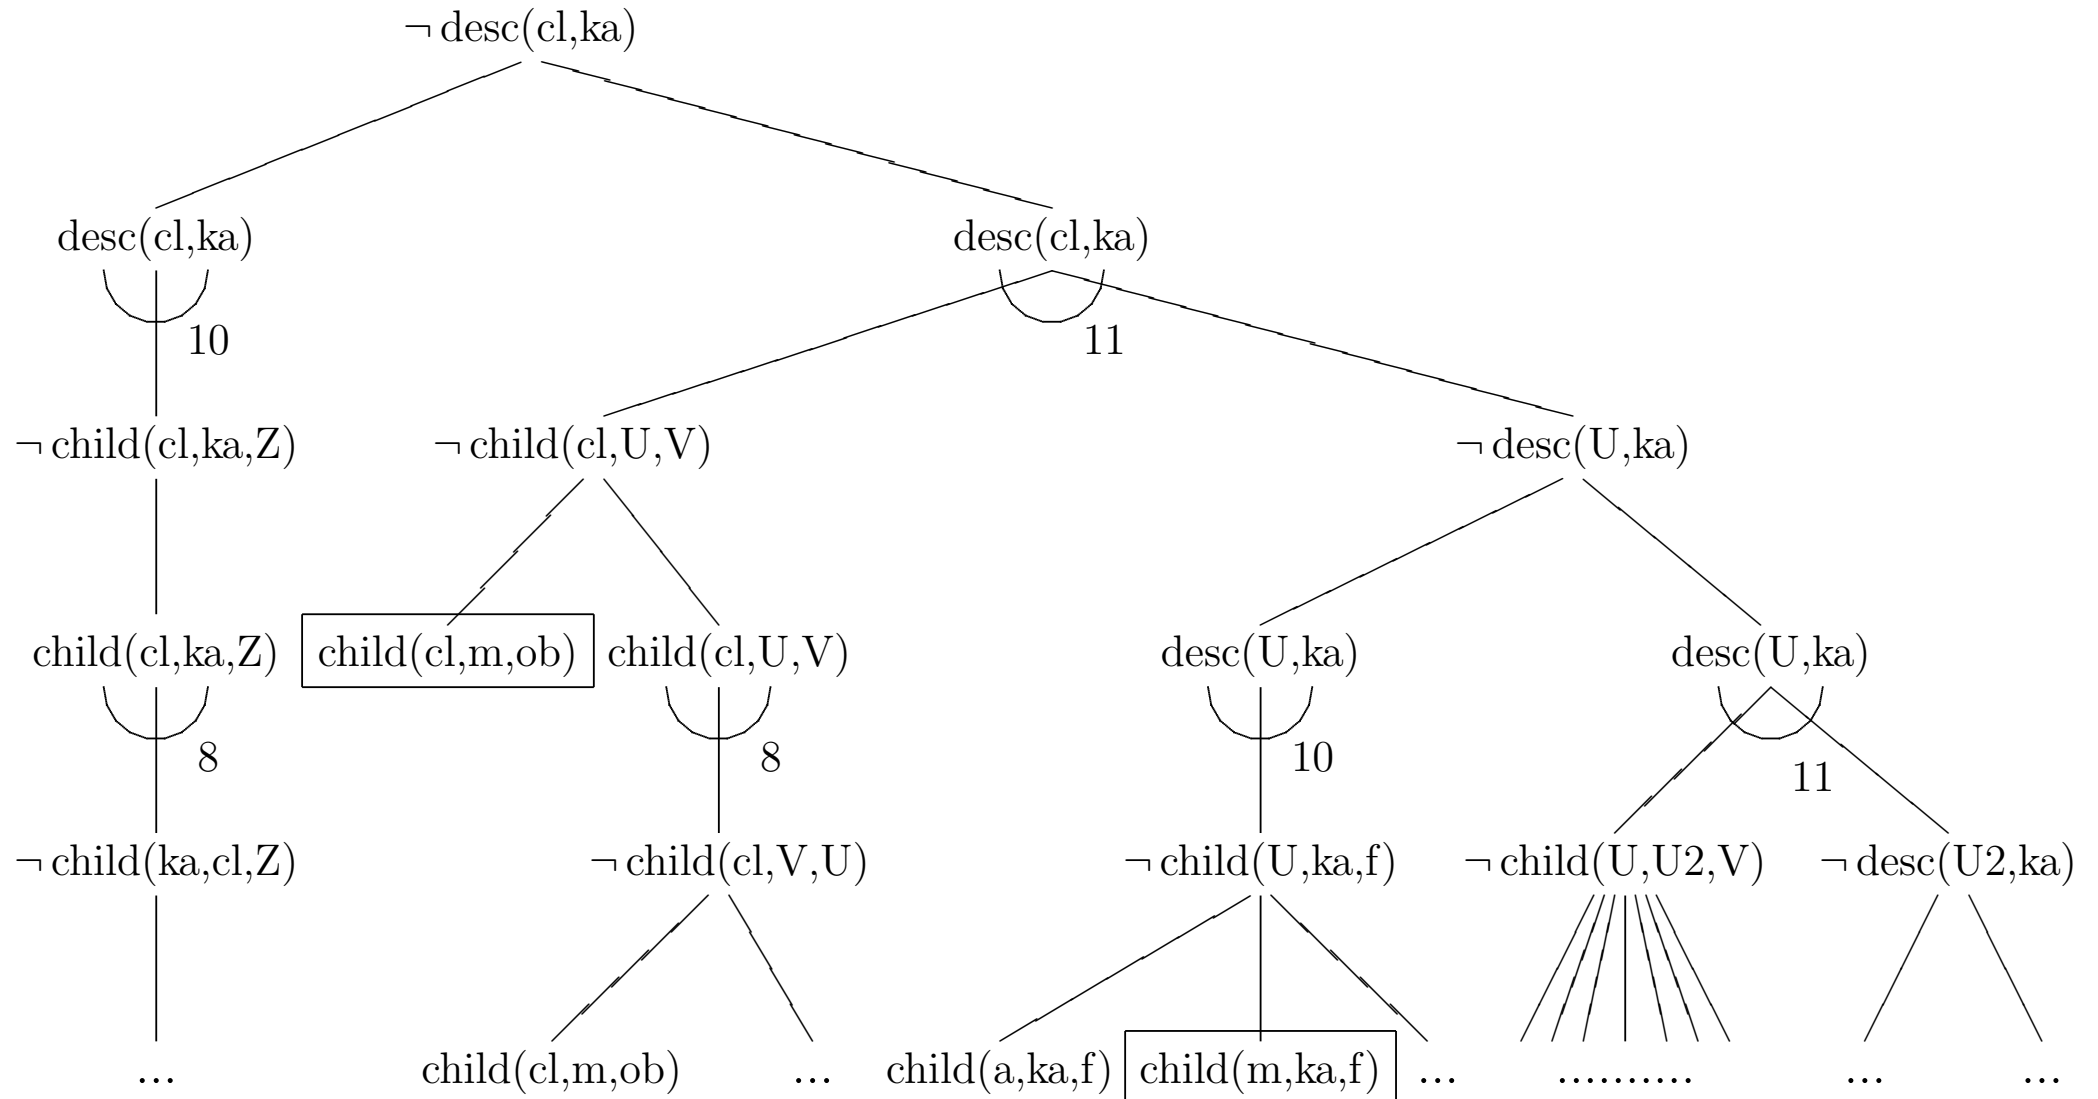 ¬ desc(cl,ka)
desc(cl,ka) desc(cl,ka)
10 11
¬ child(cl,ka,Z) ¬ child(cl,U,V) ¬ desc(U,ka)
child(cl,ka,Z) child(cl,m,ob) child(cl,U,V) desc(U,ka) desc(U,ka)
8 8 10 11
¬ child(ka,cl,Z) ¬ child(cl,V,U) ¬ child(U,ka,f) ¬ child(U,U2,V) ¬ desc(U2,ka)
... child(cl,m,ob) ... child(a,ka,f) child(m,ka,f) ... .......... ... ...